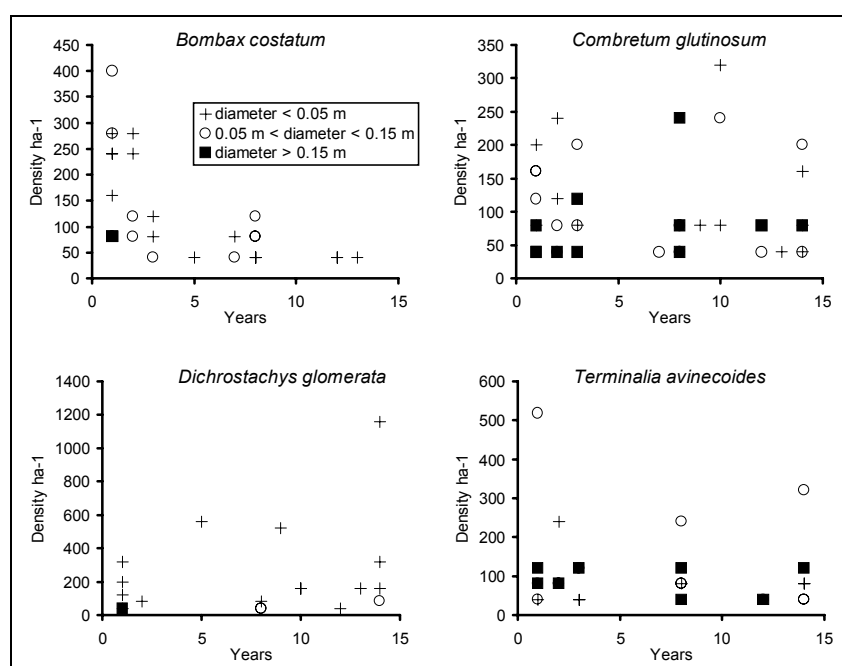 Bombax costatum
450
400
350
300
250
200
150
100
50
0
Density ha-1
0 5 10 15
Years
diameter < 0.05 m
0.05 m < diameter < 0.15 m
diameter > 0.15 m
Combretum glutinosum
350
300
250
200
150
100
50
0
Density ha-1
0 5 10 15
Years
Dichrostachys glomerata
1400
1200
1000
800
600
400
200
0
Density ha-1
0 5 10 15
Years
Terminalia avinecoides
600
500
400
300
200
100
0
Density ha-1
0 5 10 15
Years